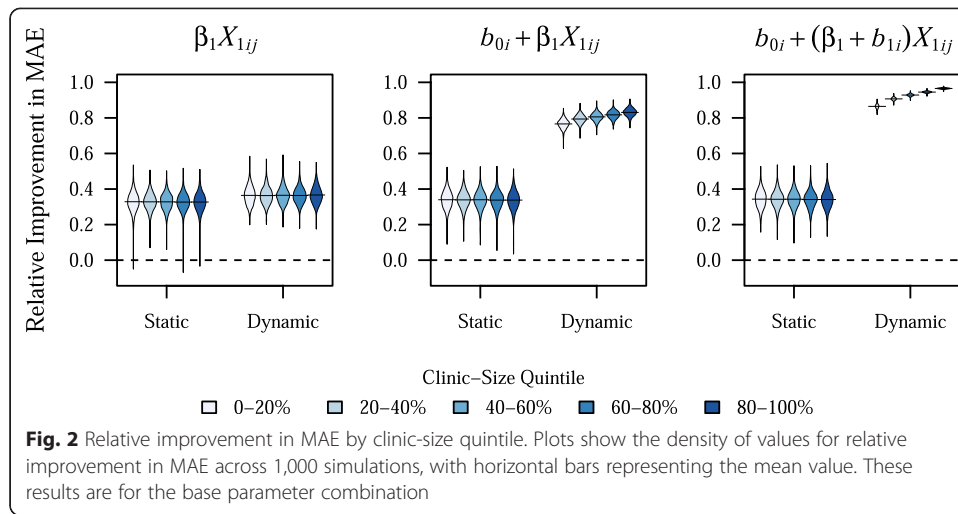 β₁X₁ᵢⱼ
b₀ᵢ + β₁X₁ᵢⱼ
b₀ᵢ + (β₁ + b₁ᵢ)X₁ᵢⱼ
Relative Improvement in MAE
1.0
0.8
0.6
0.4
0.2
0.0
Static Dynamic
1.0
0.8
0.6
0.4
0.2
0.0
Static Dynamic
1.0
0.8
0.6
0.4
0.2
0.0
Static Dynamic
Clinic–Size Quintile
0–20% 20–40% 40–60% 60–80% 80–100%
Fig. 2 Relative improvement in MAE by clinic-size quintile. Plots show the density of values for relative
improvement in MAE across 1,000 simulations, with horizontal bars representing the mean value. These
results are for the base parameter combination